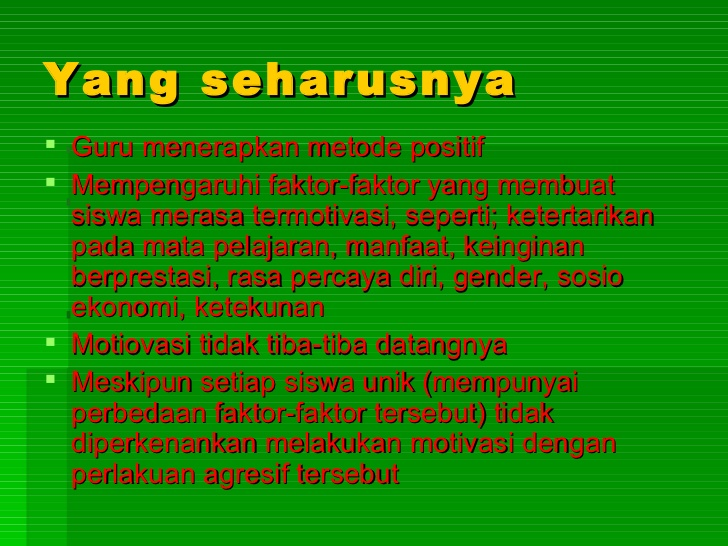 Yang seharusnya
Guru menerapkan metode positif
Mempengaruhi faktor-faktor yang membuat
siswa merasa termotivasi, seperti; ketertarikan
pada mata pelajaran, manfaat, keinginan
berprestasi, rasa percaya diri, gender, sosio
ekonomi, ketekunan
Motiovasi tidak tiba-tiba datangnya
Meskipun setiap siswa unik (mempunyai
perbedaan faktor-faktor tersebut) tidak
diperkenankan melakukan motivasi dengan
perlakuan agresif tersebut